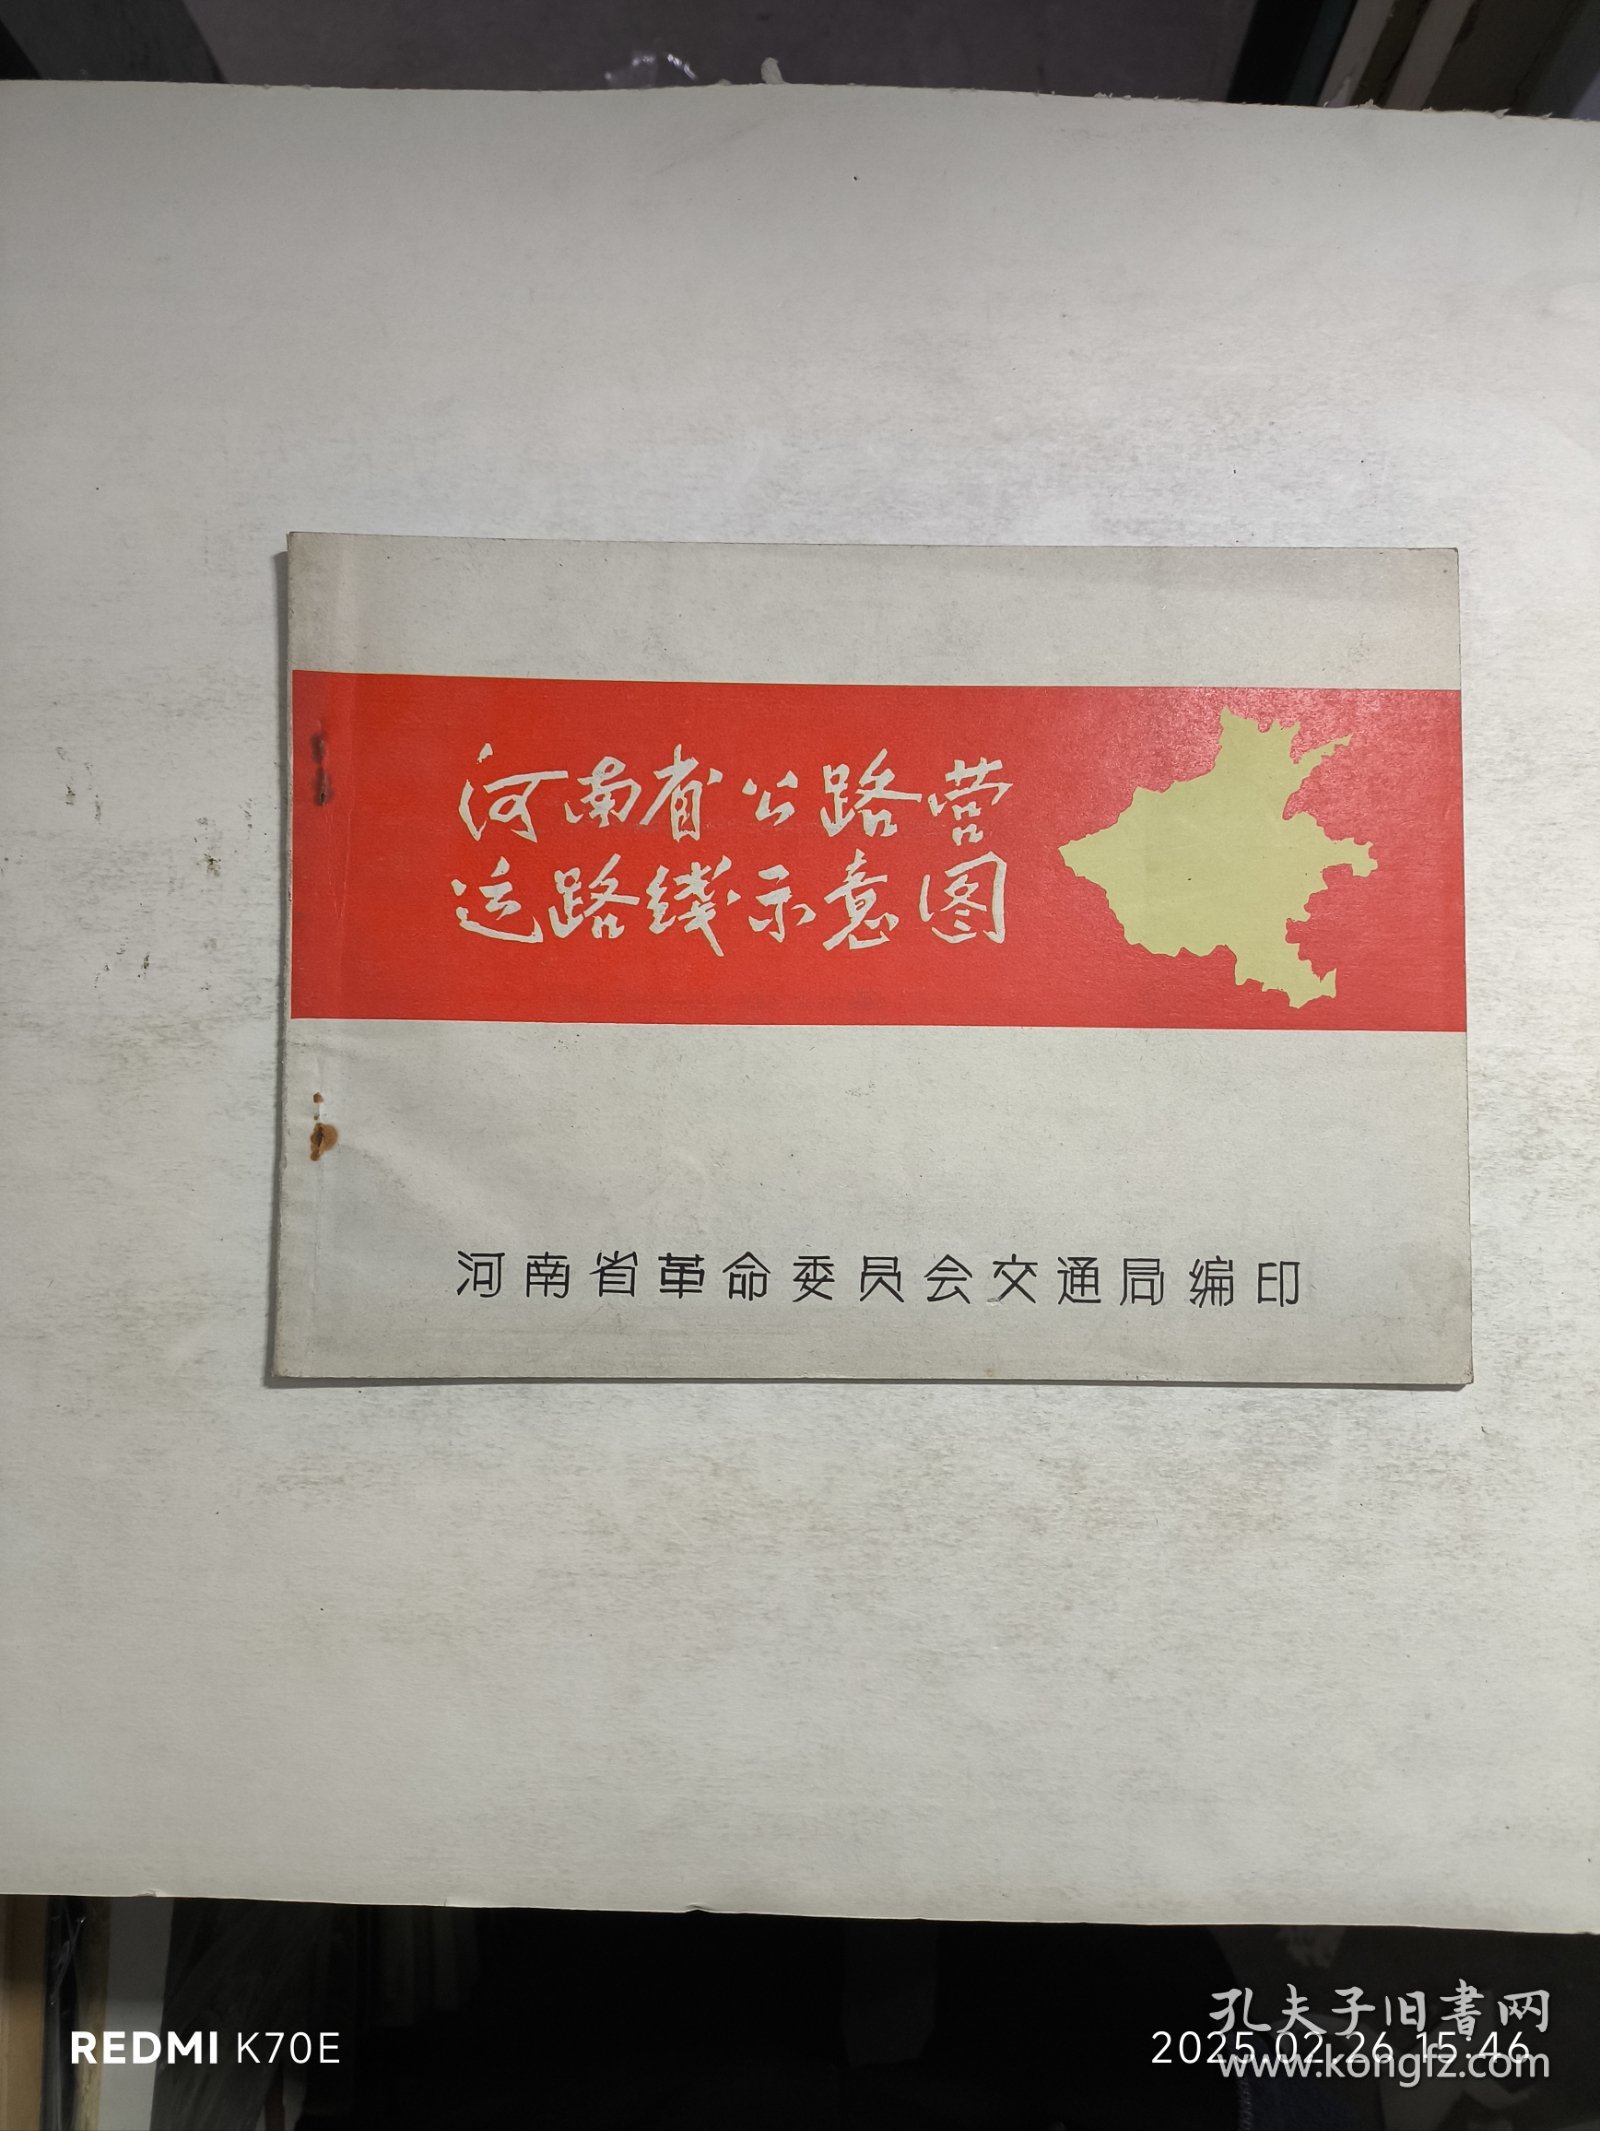 河南省公路营
运路线示意图
河南省革命委员会交通局编印
孔夫子旧书网
REDMI K70E
2025.02.26 15:46
www.kongfz.com